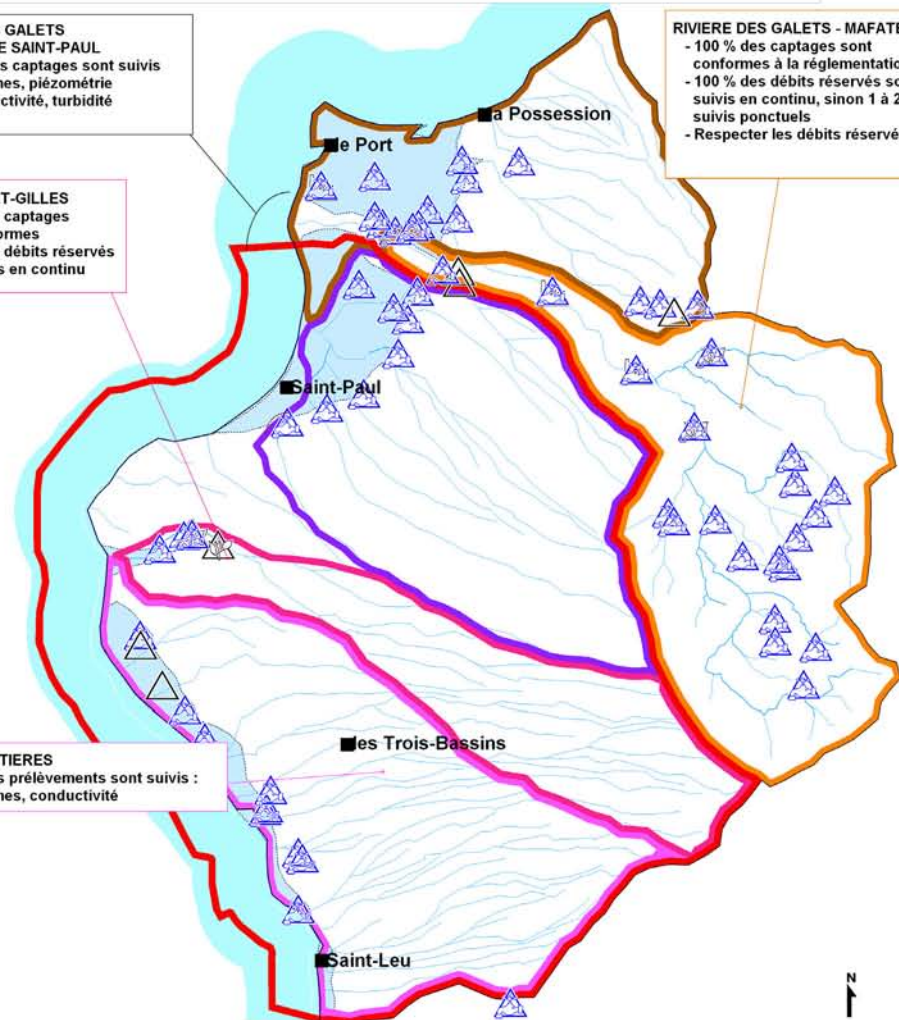 GALETS
E SAINT-PAUL
s captages sont suivis
nes, piézométrie
ctivité, turbidité
RIVIERE DES GALETS - MAFATE
- 100 % des captages sont
conformes à la réglementatio
- 100 % des débits réservés so
suivis en continu, sinon 1 à 2
suivis ponctuels
- Respecter les débits réservé
a Possession
le Port
T-GILLES
captages
ormes
débits réservés
s en continu
Saint-Paul
les Trois-Bassins
TIERES
s prélèvements sont suivis :
nes, conductivité
Saint-Leu
N